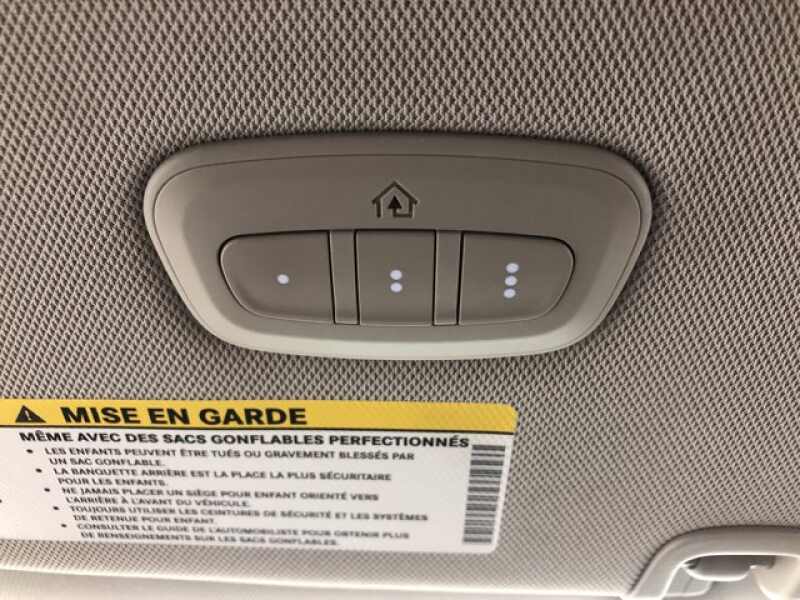 MISE EN GARDE
MÊME AVEC DES SACS GONFLABLES PERFECTIONNÉS
• LES ENFANTS PEUVENT ÊTRE TUÉS OU GRAVEMENT BLESSÉS PAR
UN SAC GONFLABLE.
• LA BANQUETTE ARRIÈRE EST LA PLACE LA PLUS SÉCURITAIRE
POUR LES ENFANTS.
• NE JAMAIS PLACER UN SIÈGE POUR ENFANT ORIENTÉ VERS
L'ARRIÈRE À L'AVANT DU VÉHICULE.
• TOUJOURS UTILISER LES CEINTURES DE SÉCURITÉ ET LES SYSTÈMES
DE RETENUE POUR ENFANT.
• CONSULTER LE GUIDE DE L'AUTOMOBILISTE POUR OBTENIR PLUS
DE RENSEIGNEMENTS SUR LES SACS GONFLABLES.